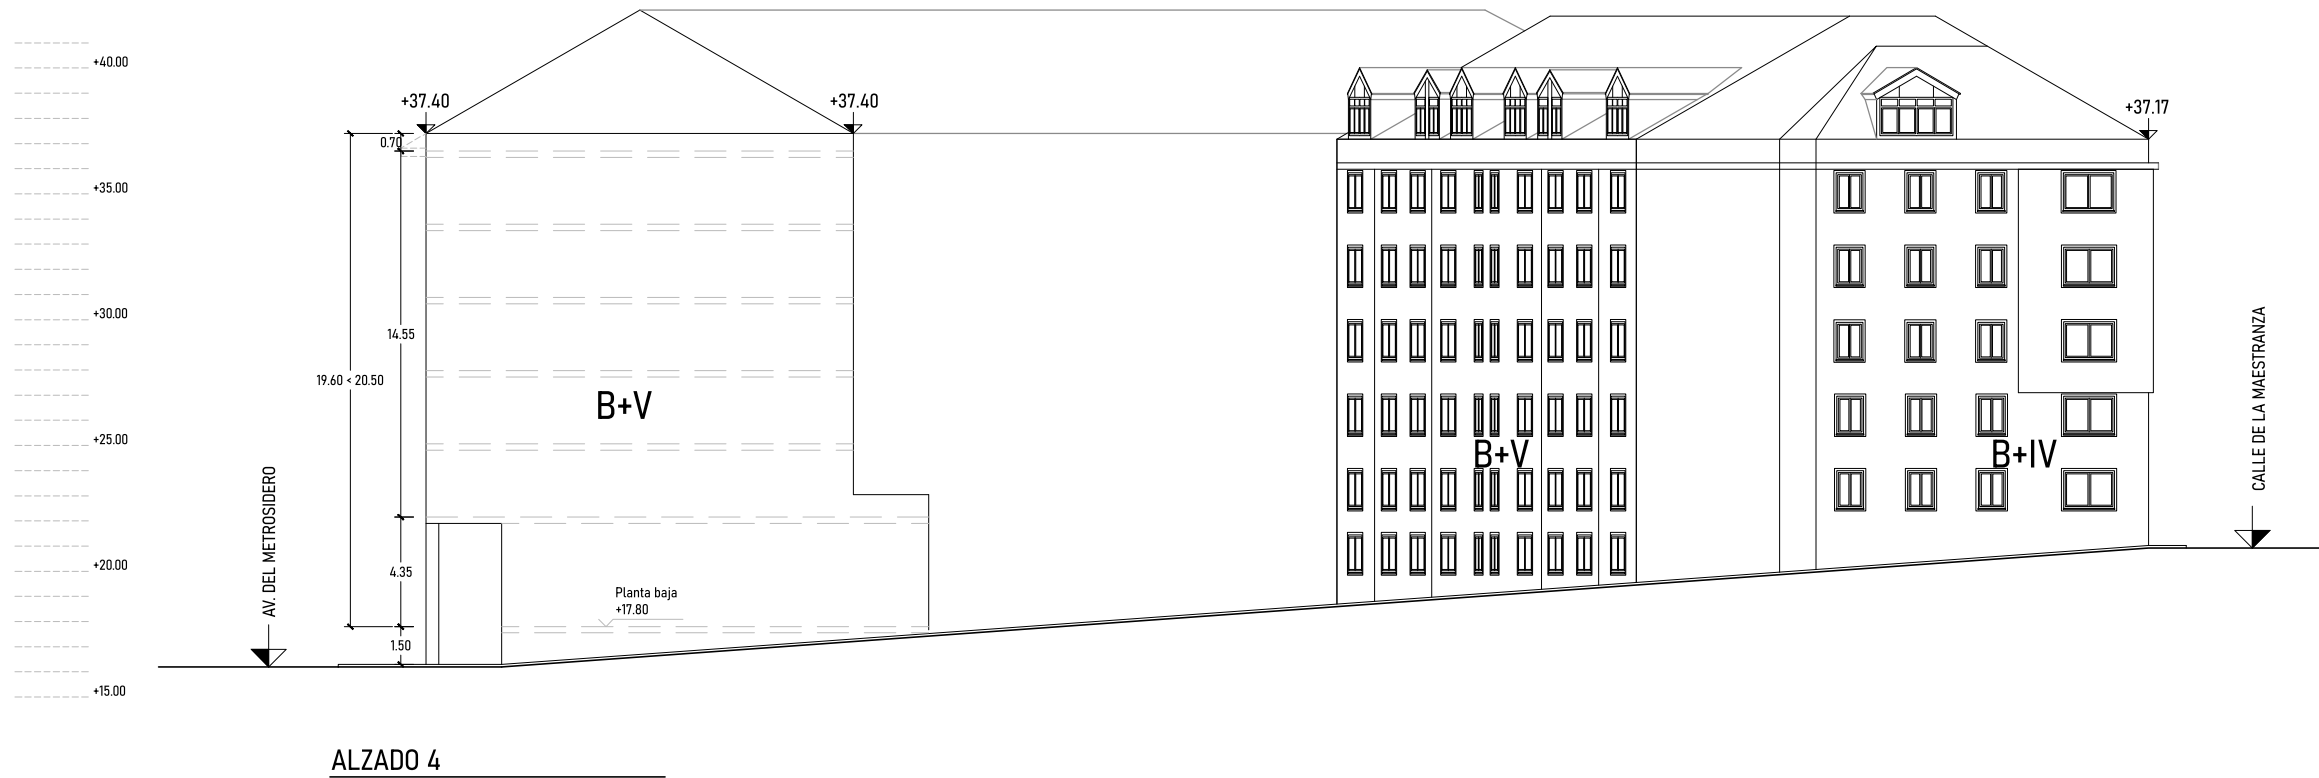 +40.00
+37.40
+37.40
+37.17
0.70
+35.00
14.55
+30.00
19.60 < 20.50
B+V
+25.00
B+V
B+IV
CALLE DE LA MAESTRANZA
AV. DEL METROSIDERO
+20.00
4.35
Planta baja
+17.80
1.50
+15.00
ALZADO 4